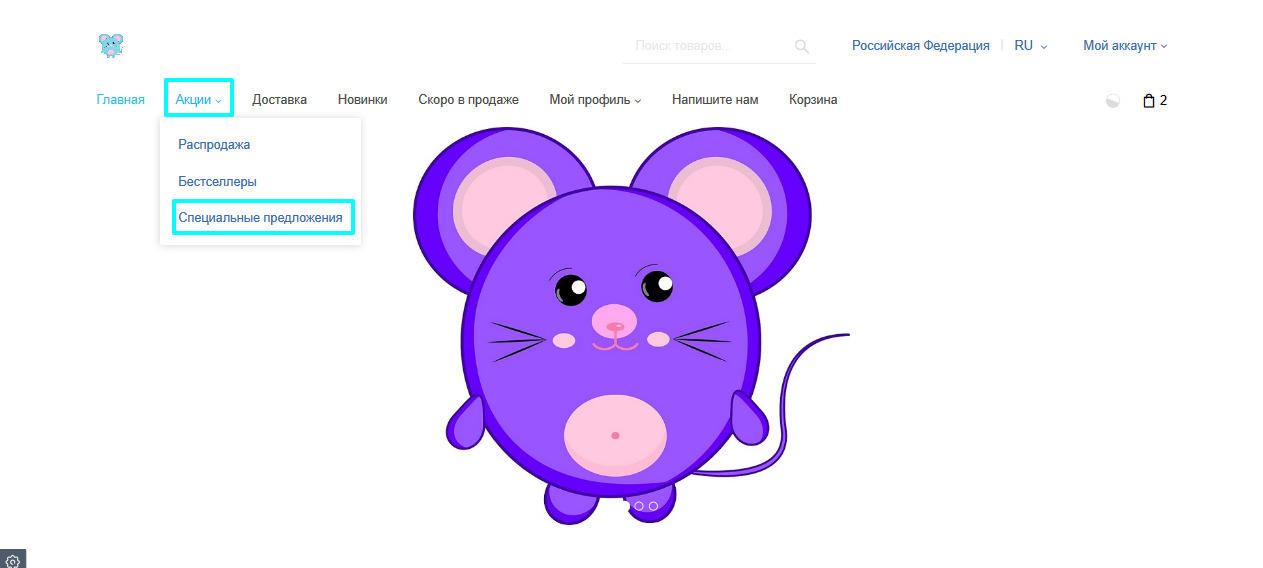 Поиск товаров...
Российская Федерация
RU
Мой аккаунт
Главная
Акции
Доставка
Новинки
Скоро в продаже
Мой профиль
Напишите нам
Корзина
2
Распродажа
Бестселлеры
Специальные предложения